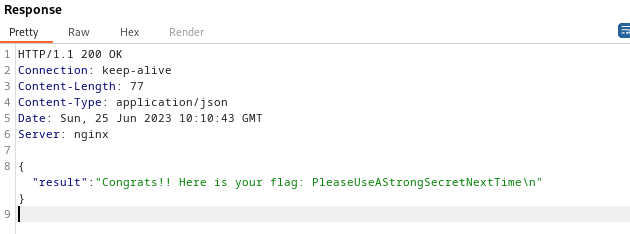 Response
Pretty Raw Hex Render
1 HTTP/1.1 200 OK
2 Connection: keep-alive
3 Content-Length: 77
4 Content-Type: application/json
5 Date: Sun, 25 Jun 2023 10:10:43 GMT
6 Server: nginx
7
8 {
"result":"Congrats!! Here is your flag: PleaseUseAStrongSecretNextTime\n"
}
9